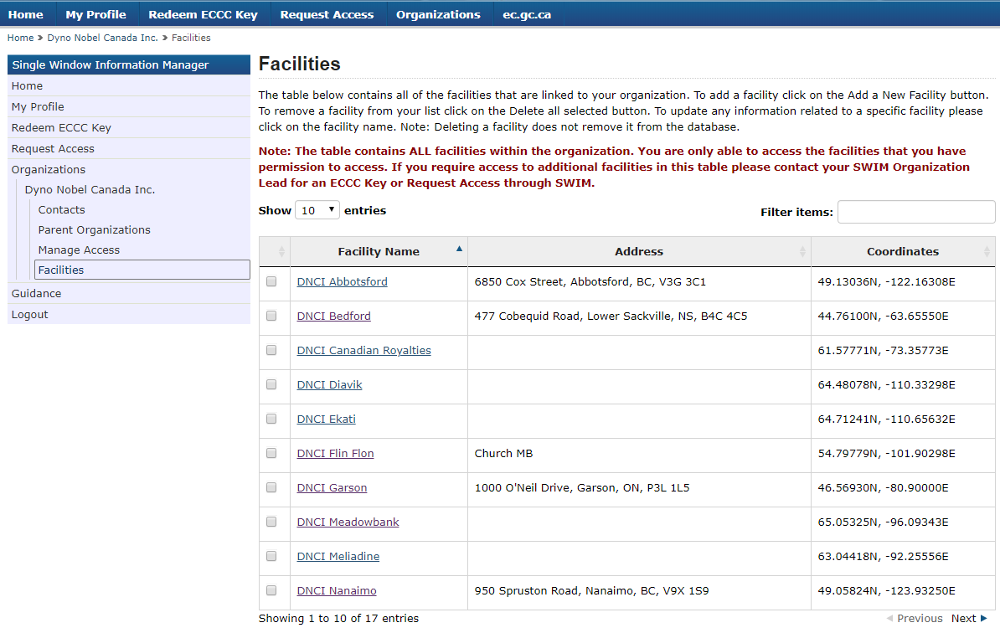 Home My Profile Redeem ECCC Key Request Access Organizations ec.gc.ca
Home » Dyno Nobel Canada Inc. » Facilities
Single Window Information Manager
Home
My Profile
Redeem ECCC Key
Request Access
Organizations
Dyno Nobel Canada Inc.
Contacts
Parent Organizations
Manage Access
Facilities
Guidance
Logout
Facilities
The table below contains all of the facilities that are linked to your organization. To add a facility click on the Add a New Facility button.
To remove a facility from your list click on the Delete all selected button. To update any information related to a specific facility please
click on the facility name. Note: Deleting a facility does not remove it from the database.
Note: The table contains ALL facilities within the organization. You are only able to access the facilities that you have
permission to access. If you require access to additional facilities in this table please contact your SWIM Organization
Lead for an ECCC Key or Request Access through SWIM.
Show 10 entries Filter items:
Facility Name Address Coordinates
DNCI Abbotsford 6850 Cox Street, Abbotsford, BC, V3G 3C1 49.13036N, -122.16308E
DNCI Bedford 477 Cobequid Road, Lower Sackville, NS, B4C 4C5 44.76100N, -63.65550E
DNCI Canadian Royalties 61.57771N, -73.35773E
DNCI Diavik 64.48078N, -110.33298E
DNCI Ekati 64.71241N, -110.65632E
DNCI Flin Flon Church MB 54.79779N, -101.90298E
DNCI Garson 1000 O'Neil Drive, Garson, ON, P3L 1L5 46.56930N, -80.90000E
DNCI Meadowbank 65.05325N, -96.09343E
DNCI Meliadine 63.04418N, -92.25556E
DNCI Nanaimo 950 Spruston Road, Nanaimo, BC, V9X 1S9 49.05824N, -123.93250E
Showing 1 to 10 of 17 entries Previous Next